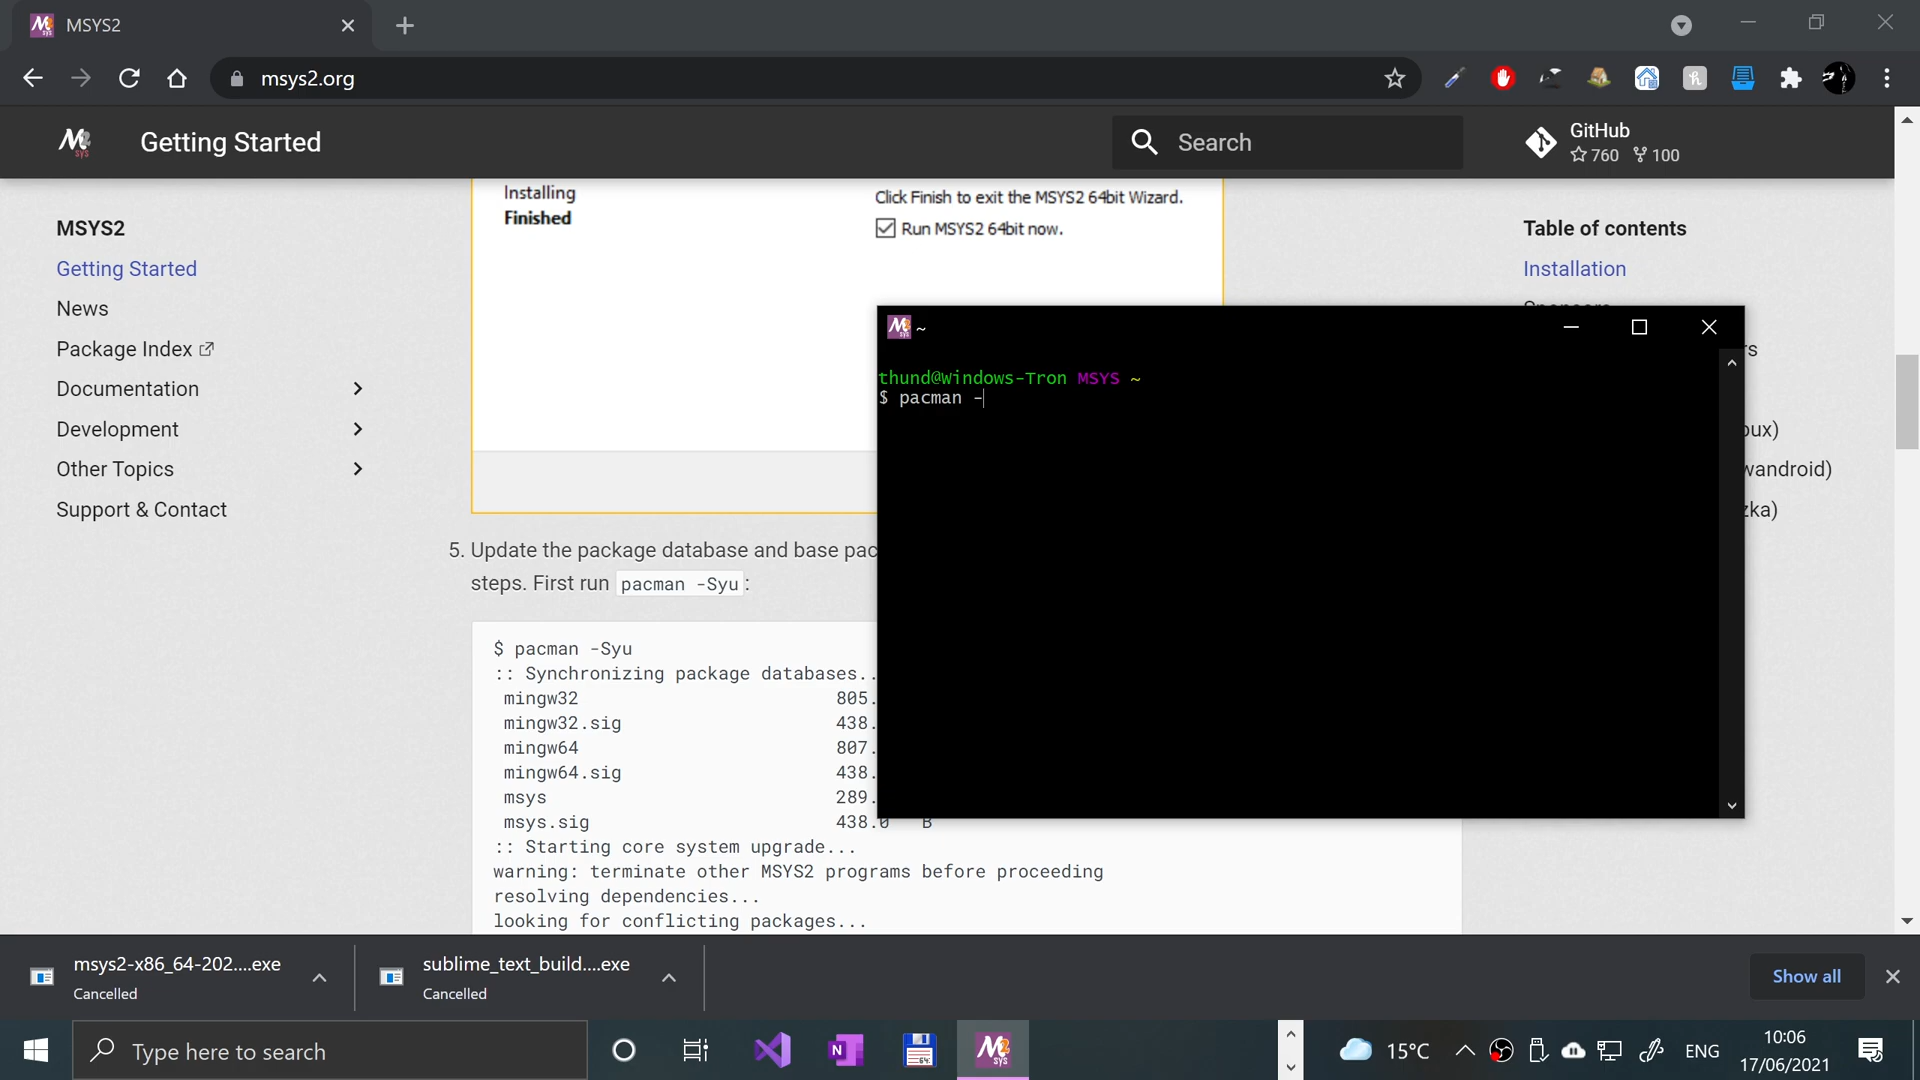 MSYS2
msys2.org
Getting Started
Search
GitHub
760 100
MSYS2
Getting Started
News
Package Index
Documentation
Development
Other Topics
Support & Contact
Installing
Finished
Click Finish to exit the MSYS2 64bit Wizard.
Run MSYS2 64bit now.
Table of contents
Installation
~
thund@Windows-Tron MSYS ~
$ pacman -
5. Update the package database and base pac
steps. First run pacman -Syu:
$ pacman -Syu
:: Synchronizing package databases..
mingw32 805.
mingw32.sig 438.
mingw64 807.
mingw64.sig 438.
msys 289.
msys.sig 438.0 B
:: Starting core system upgrade...
warning: terminate other MSYS2 programs before proceeding
resolving dependencies...
looking for conflicting packages...
msys2-x86_64-202....exe
Cancelled
sublime_text_build....exe
Cancelled
Show all
Type here to search
15°C
ENG
10:06
17/06/2021